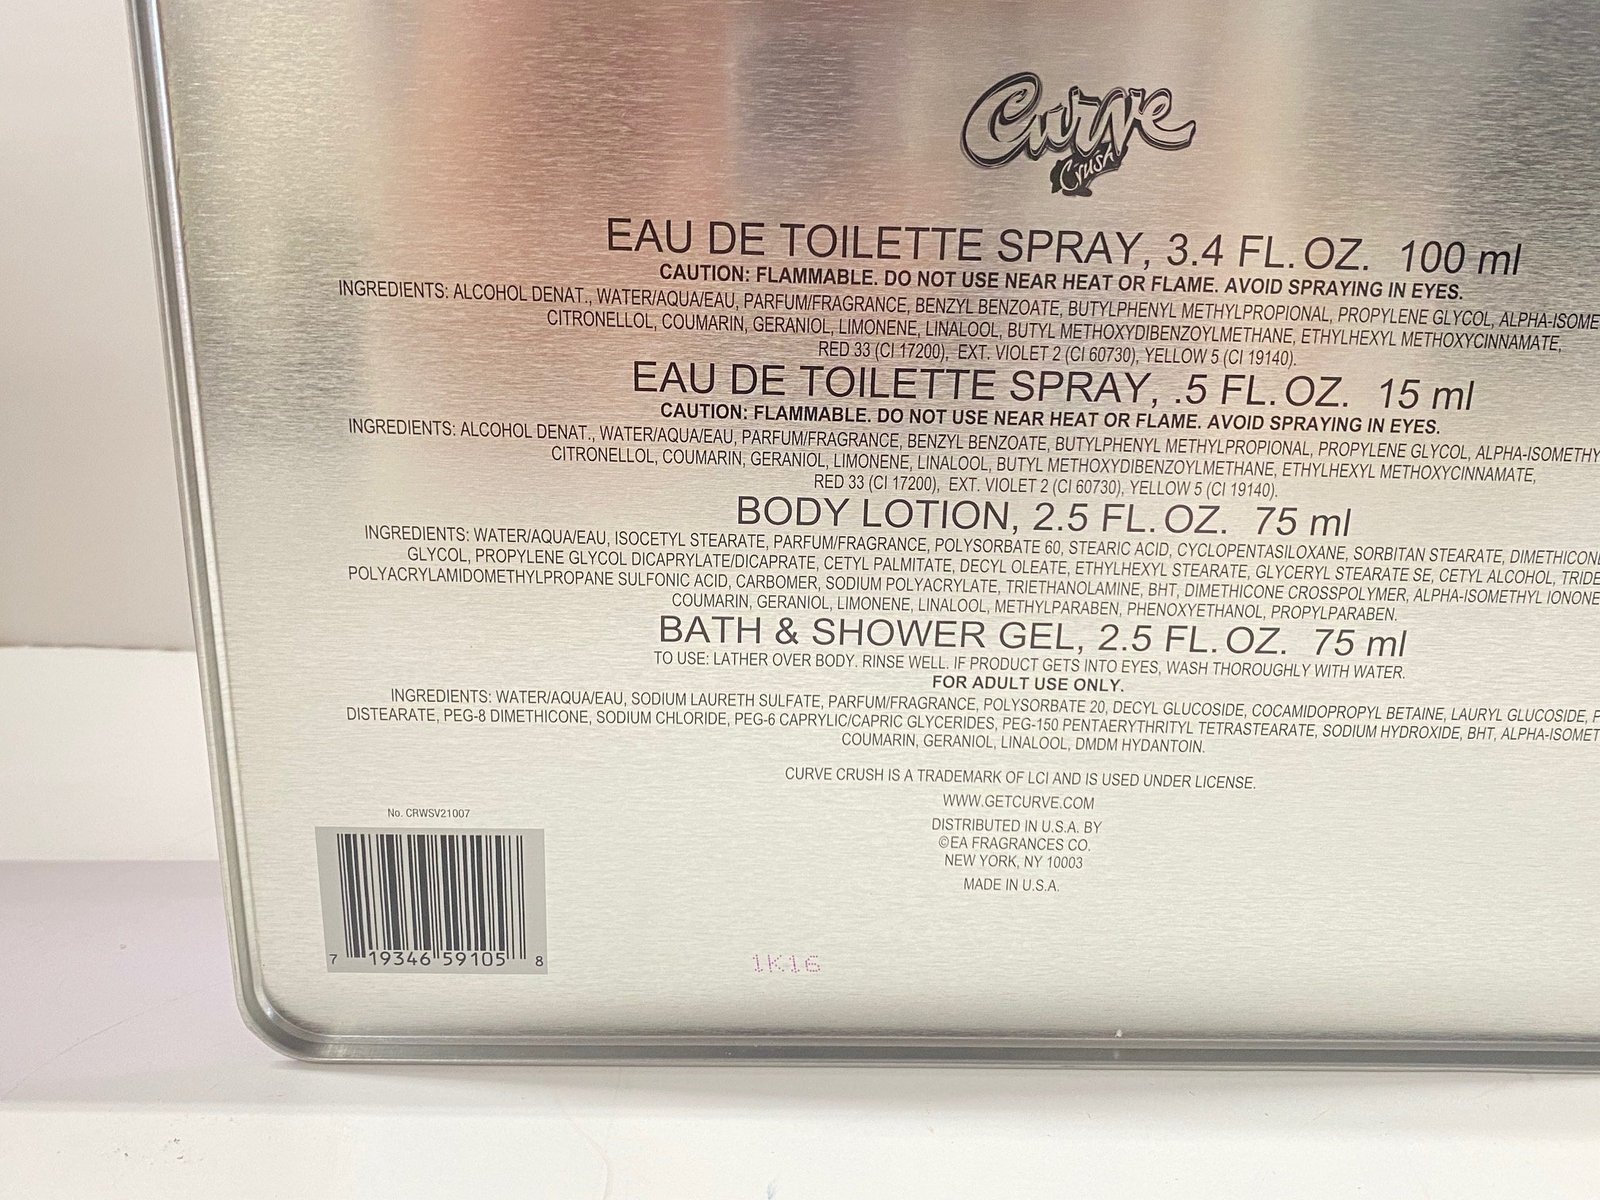 Curve
Crush
EAU DE TOILETTE SPRAY, 3.4 FL. OZ. 100 ml
CAUTION: FLAMMABLE. DO NOT USE NEAR HEAT OR FLAME. AVOID SPRAYING IN EYES.
INGREDIENTS: ALCOHOL DENAT., WATER/AQUA/EAU, PARFUM/FRAGRANCE, BENZYL BENZOATE, BUTYLPHENYL METHYLPROPIONAL, PROPYLENE GLYCOL, ALPHA-ISOME
CITRONELLOL, COUMARIN, GERANIOL, LIMONENE, LINALOOL, BUTYL METHOXYDIBENZOYLMETHANE, ETHYLHEXYL METHOXYCINNAMATE,
RED 33 (CI 17200), EXT. VIOLET 2 (CI 60730), YELLOW 5 (CI 19140).
EAU DE TOILETTE SPRAY, .5 FL. OZ. 15 ml
CAUTION: FLAMMABLE. DO NOT USE NEAR HEAT OR FLAME. AVOID SPRAYING IN EYES.
INGREDIENTS: ALCOHOL DENAT., WATER/AQUA/EAU, PARFUM/FRAGRANCE, BENZYL BENZOATE, BUTYLPHENYL METHYLPROPIONAL, PROPYLENE GLYCOL, ALPHA-ISOMETHY
CITRONELLOL, COUMARIN, GERANIOL, LIMONENE, LINALOOL, BUTYL METHOXYDIBENZOYLMETHANE, ETHYLHEXYL METHOXYCINNAMATE,
RED 33 (CI 17200), EXT. VIOLET 2 (CI 60730), YELLOW 5 (CI 19140).
BODY LOTION, 2.5 FL. OZ. 75 ml
INGREDIENTS: WATER/AQUA/EAU, ISOCETYL STEARATE, PARFUM/FRAGRANCE, POLYSORBATE 60, STEARIC ACID, CYCLOPENTASILOXANE, SORBITAN STEARATE, DIMETHICON
GLYCOL, PROPYLENE GLYCOL DICAPRYLATE/DICAPRATE, CETYL PALMITATE, DECYL OLEATE, ETHYLHEXYL STEARATE, GLYCERYL STEARATE SE, CETYL ALCOHOL, TRIDE
POLYACRYLAMIDOMETHYLPROPANE SULFONIC ACID, CARBOMER, SODIUM POLYACRYLATE, TRIETHANOLAMINE, BHT, DIMETHICONE CROSSPOLYMER, ALPHA-ISOMETHYL IONONE
COUMARIN, GERANIOL, LIMONENE, LINALOOL, METHYLPARABEN, PHENOXYETHANOL, PROPYLPARABEN.
BATH & SHOWER GEL, 2.5 FL. OZ. 75 ml
TO USE: LATHER OVER BODY. RINSE WELL. IF PRODUCT GETS INTO EYES, WASH THOROUGHLY WITH WATER.
FOR ADULT USE ONLY.
INGREDIENTS: WATER/AQUA/EAU, SODIUM LAURETH SULFATE, PARFUM/FRAGRANCE, POLYSORBATE 20, DECYL GLUCOSIDE, COCAMIDOPROPYL BETAINE, LAURYL GLUCOSIDE, P
DISTEARATE, PEG-8 DIMETHICONE, SODIUM CHLORIDE, PEG-6 CAPRYLIC/CAPRIC GLYCERIDES, PEG-150 PENTAERYTHRITYL TETRASTEARATE, SODIUM HYDROXIDE, BHT, ALPHA-ISOMET
COUMARIN, GERANIOL, LINALOOL, DMDM HYDANTOIN.
CURVE CRUSH IS A TRADEMARK OF LCI AND IS USED UNDER LICENSE.
WWW.GETCURVE.COM
DISTRIBUTED IN U.S.A. BY
©EA FRAGRANCES CO.
NEW YORK, NY 10003
MADE IN U.S.A.
No. CRWSV21007
7 19346 59105 8
1K16